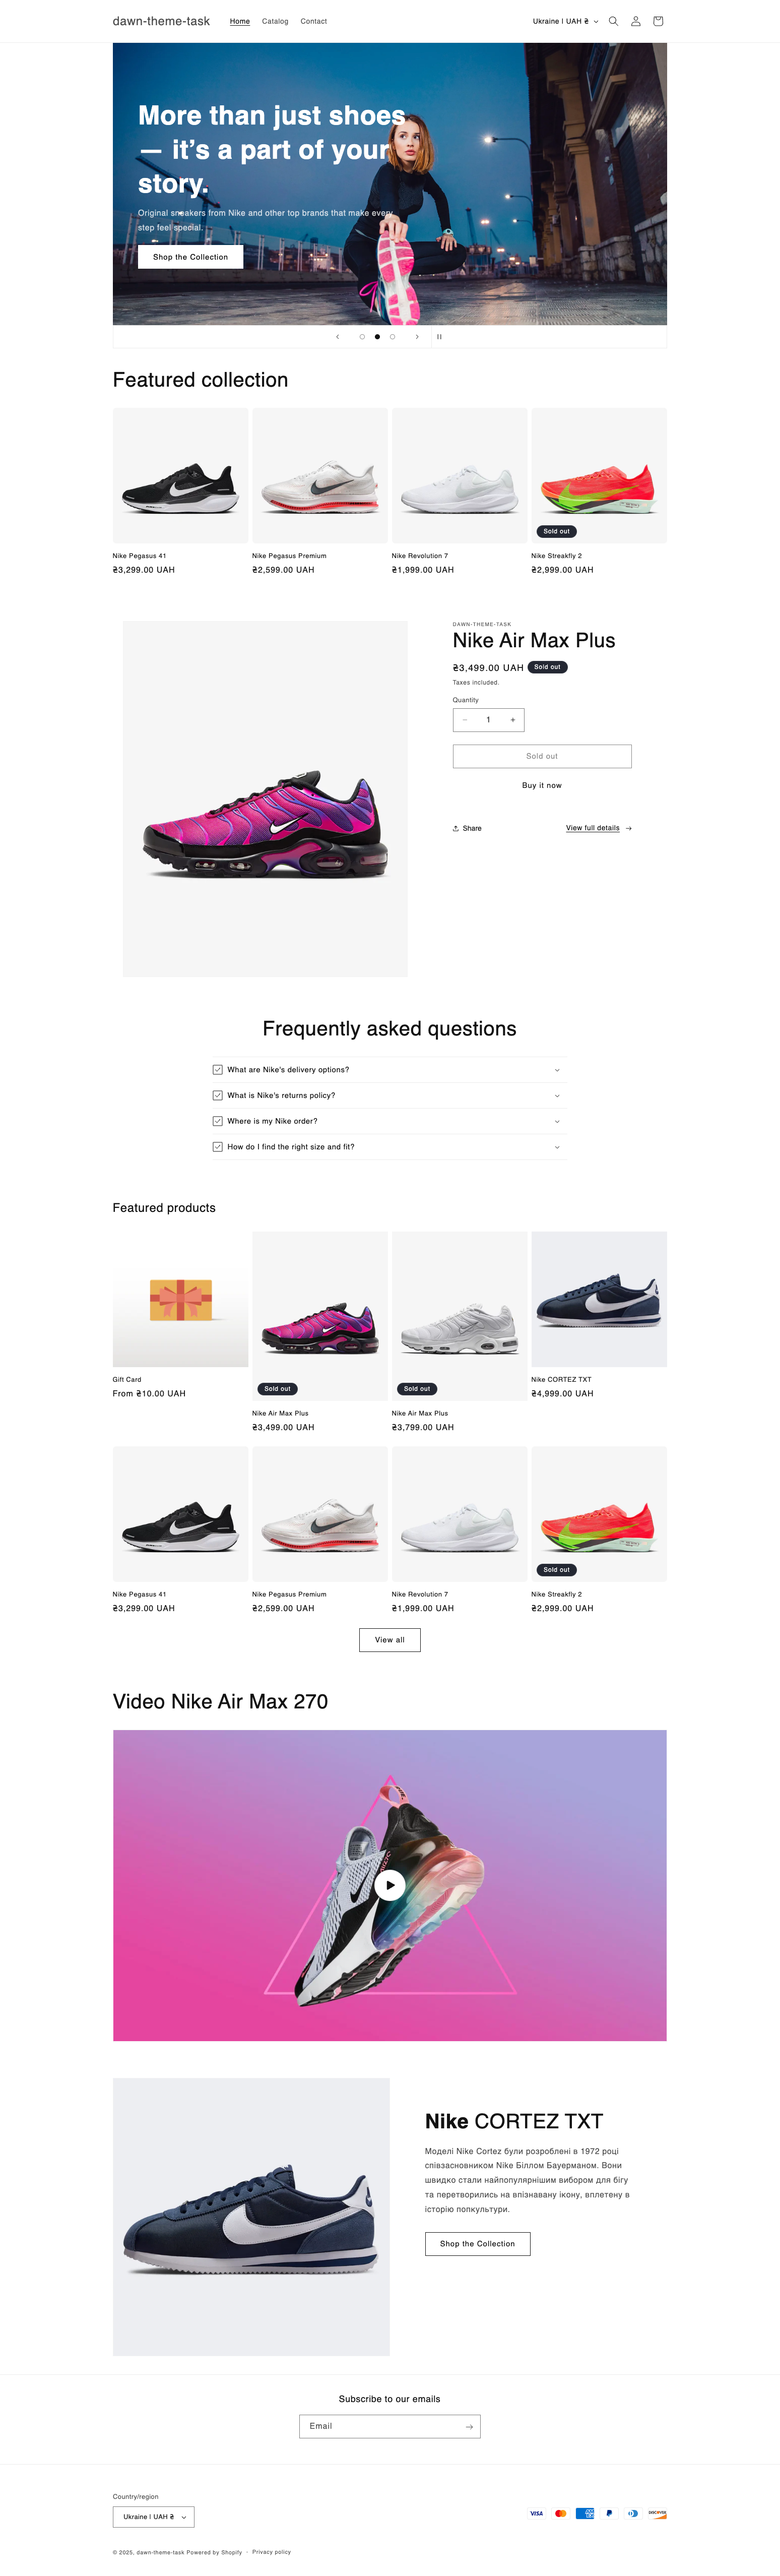 dawn-theme-task
Home Catalog Contact
Ukraine | UAH ₴
More than just shoes
— it's a part of your
story.
Original sneakers from Nike and other top brands that make every
step feel special.
Shop the Collection
Featured collection
Sold out
Nike Pegasus 41
₴3,299.00 UAH
Nike Pegasus Premium
₴2,599.00 UAH
Nike Revolution 7
₴1,999.00 UAH
Nike Streakfly 2
₴2,999.00 UAH
DAWN-THEME-TASK
Nike Air Max Plus
₴3,499.00 UAH Sold out
Taxes included.
Quantity
− 1 +
Sold out
Buy it now
Share
View full details
Frequently asked questions
What are Nike's delivery options?
What is Nike's returns policy?
Where is my Nike order?
How do I find the right size and fit?
Featured products
Gift Card
From ₴10.00 UAH
Sold out
Nike Air Max Plus
₴3,499.00 UAH
Sold out
Nike Air Max Plus
₴3,799.00 UAH
Nike CORTEZ TXT
₴4,999.00 UAH
Nike Pegasus 41
₴3,299.00 UAH
Nike Pegasus Premium
₴2,599.00 UAH
Nike Revolution 7
₴1,999.00 UAH
Sold out
Nike Streakfly 2
₴2,999.00 UAH
View all
Video Nike Air Max 270
Nike CORTEZ TXT
Моделі Nike Cortez були розроблені в 1972 році
співзасновником Nike Біллом Бауерманом. Вони
швидко стали найпопулярнішим вибором для бігу
та перетворились на впізнавану ікону, вплетену в
історію попкультури.
Shop the Collection
Subscribe to our emails
Email
Country/region
Ukraine | UAH ₴
VISA
DISCOVER
© 2025, dawn-theme-task Powered by Shopify · Privacy policy